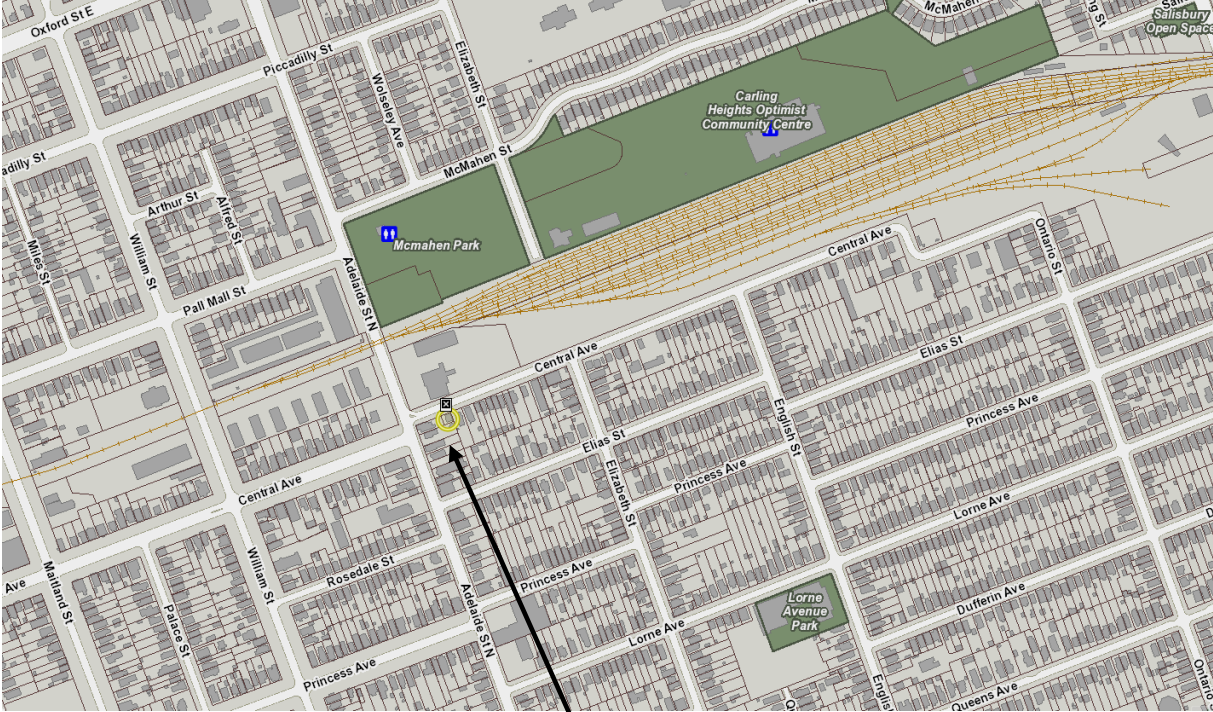 Oxford St E
Piccadilly St
Elizabeth St
Wolseley Ave
McMahen
Salisbury
Open Space
Carling
Heights Optimist
Community Centre
McMahen St
Arthur St
Alfred St
William St
Miles St
Mcmahen Park
Adelaide St N
Pall Mall St
Central Ave
Ontario St
Central Ave
Elias St
Princess Ave
English St
Elias St
Princess Ave
Elizabeth St
Central Ave
Lorne Ave
William St
Rosedale St
Princess Ave
Maitland St
Palace St
Adelaide St N
Lorne
Avenue
Park
Dufferin Ave
Lorne Ave
Princess Ave
Queens Ave
Ave